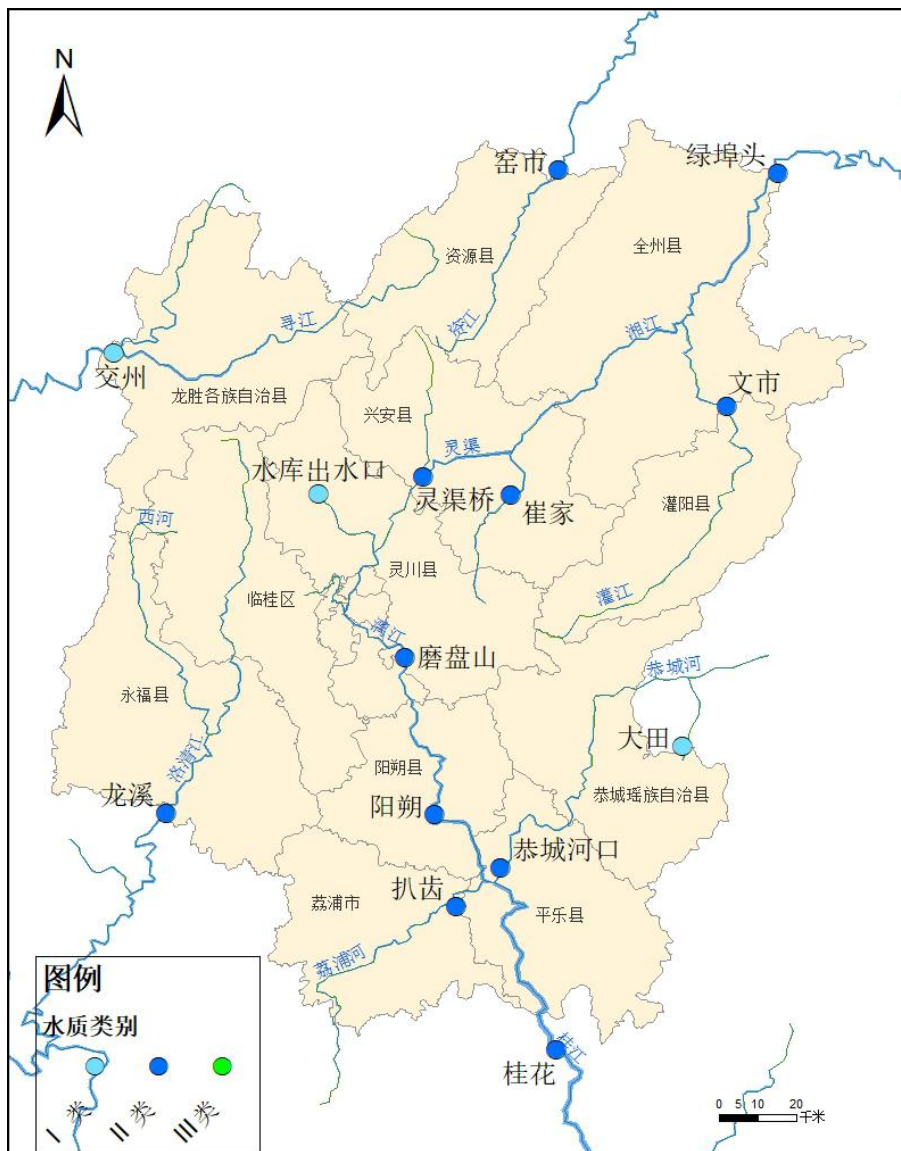 N
窑市
绿埠头
全州县
资源县
资江
寻江
湘江
交州
龙胜各族自治县
兴安县
文市
灵渠
水库出水口
灵渠桥
崔家
灌阳县
西河
灵川县
临桂区
灌江
漓江
磨盘山
恭城河
永福县
大田
洛清江
阳朔县
恭城瑶族自治县
龙溪
阳朔
恭城河口
扒齿
荔浦市
平乐县
荔浦河
桂江
桂花
图例
水质类别
I类
II类
III类
0 5 10 20
千米